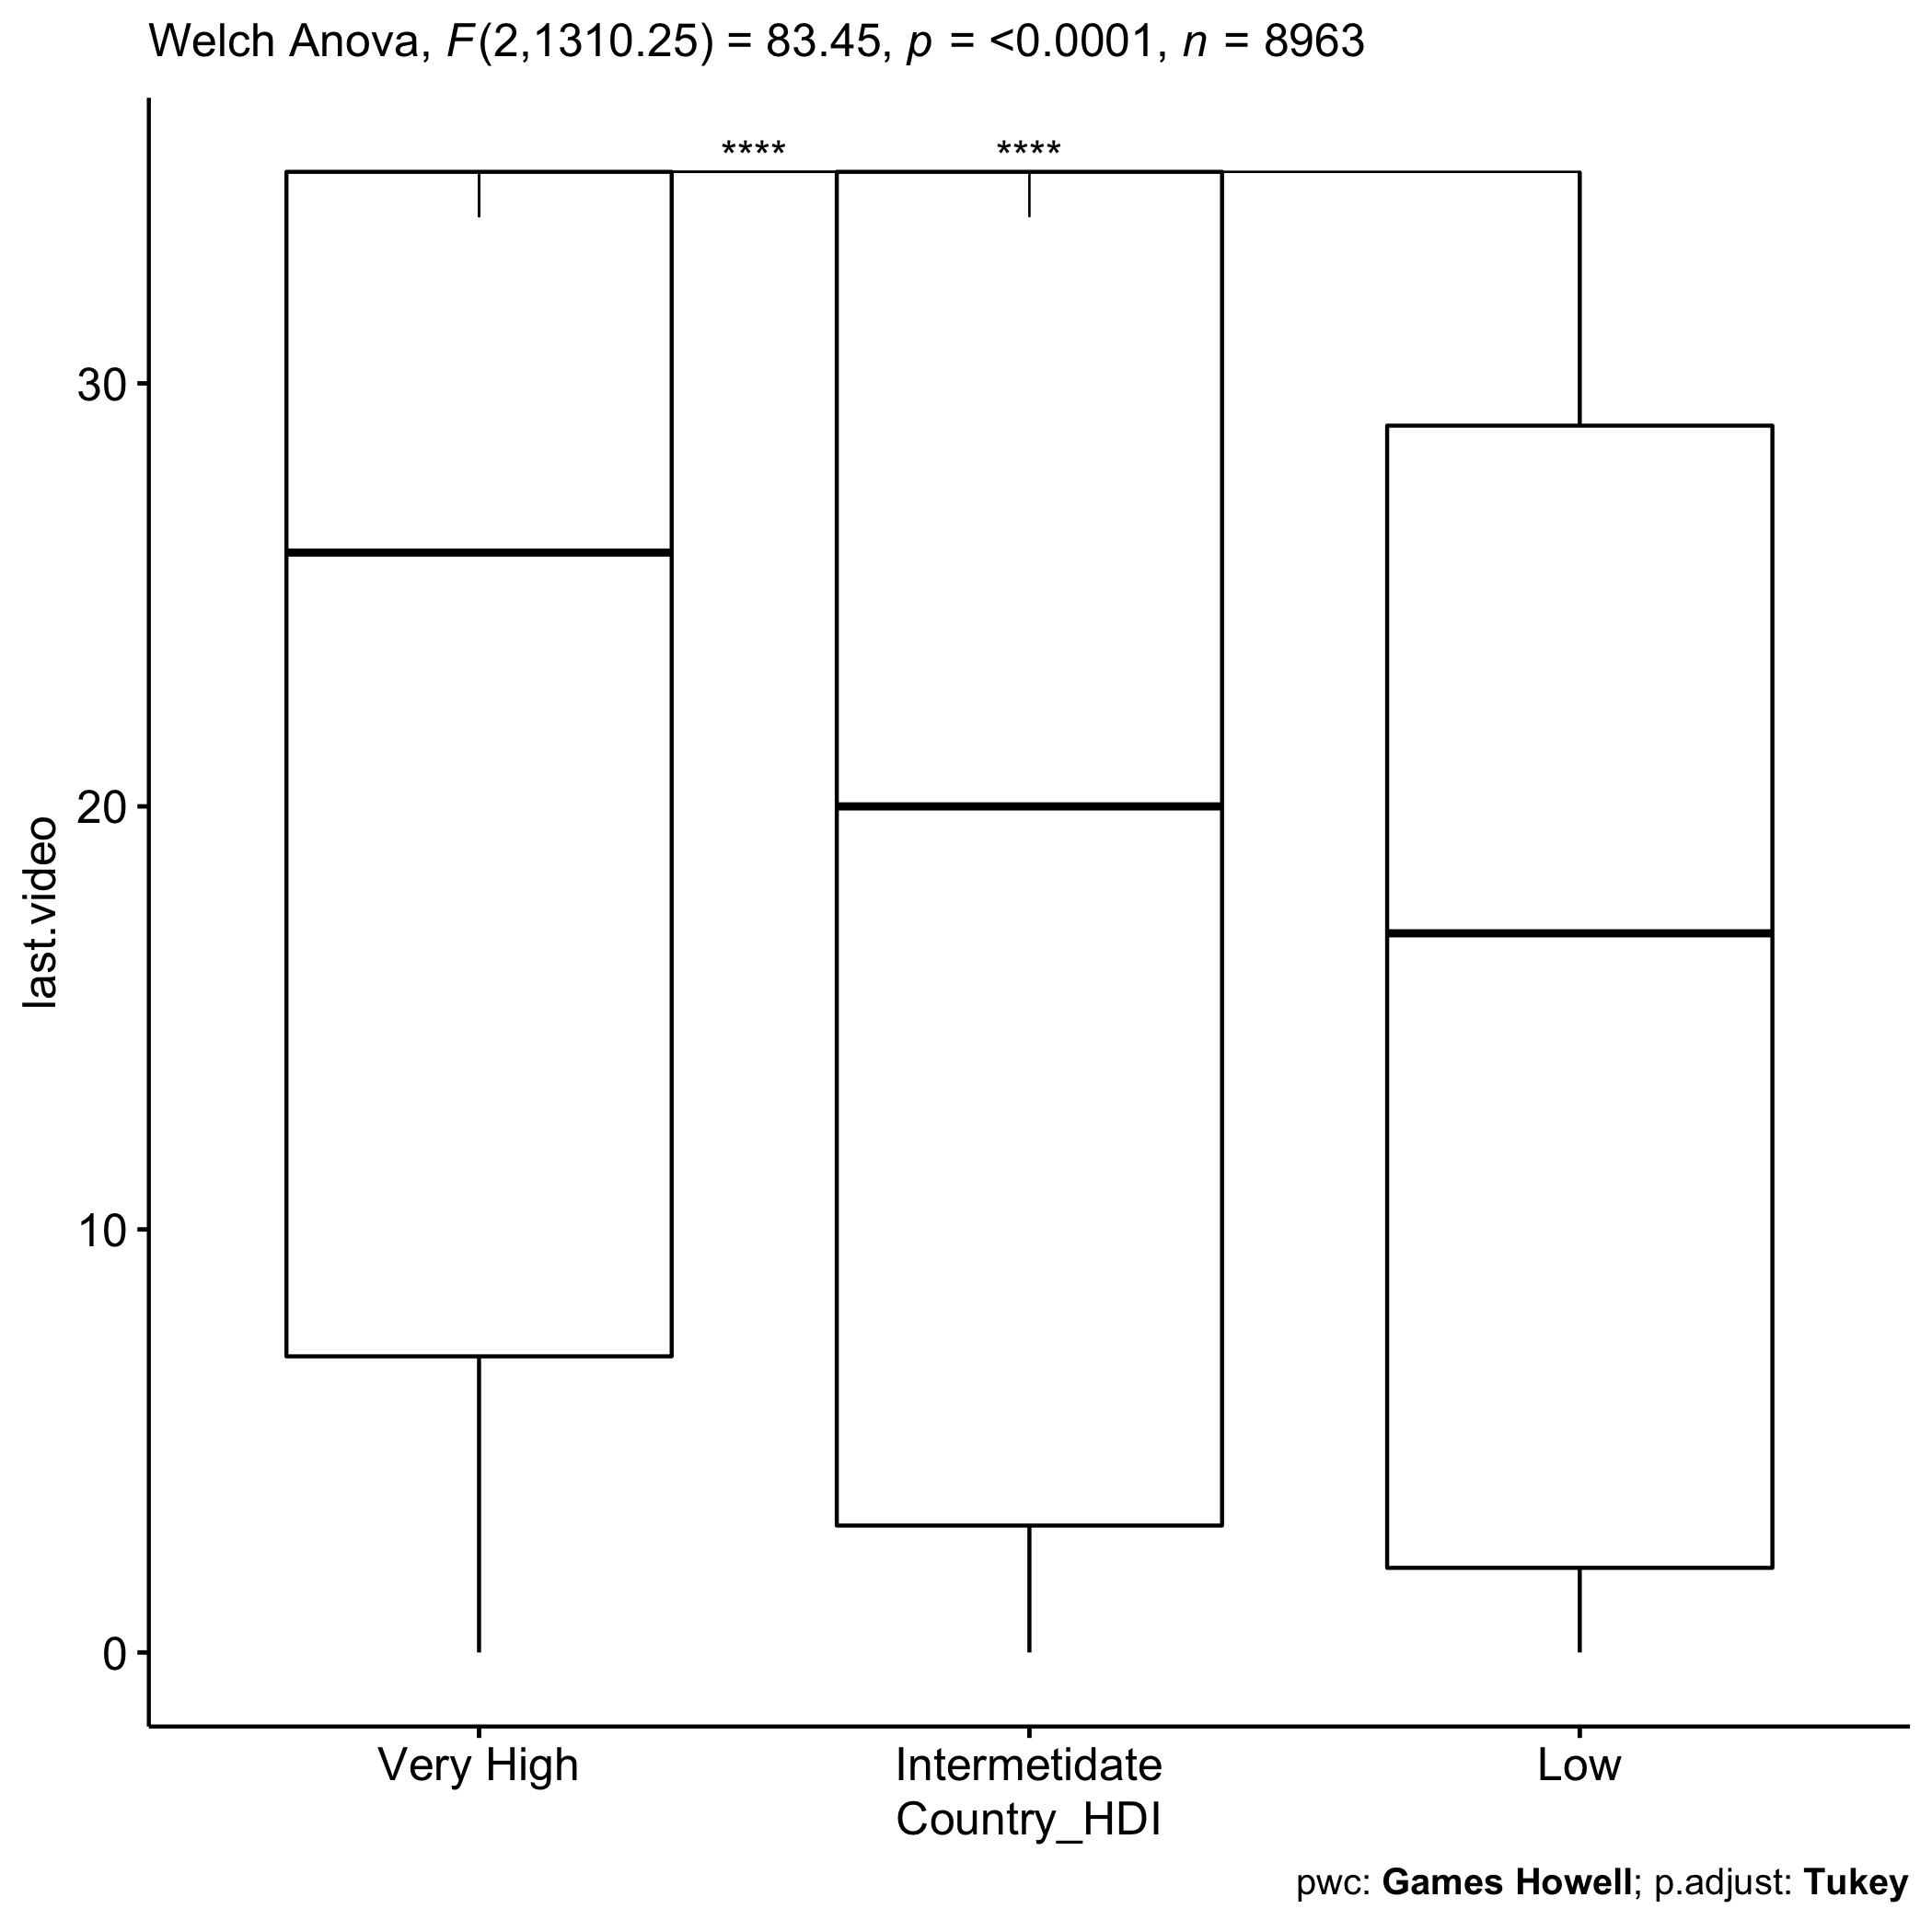 Welch Anova, F(2,1310.25) = 83.45, p = <0.0001, n = 8963
**** ****
30
20
10
0
last.video
Very High Intermetidate Low
Country_HDI
pwc: Games Howell; p.adjust: Tukey